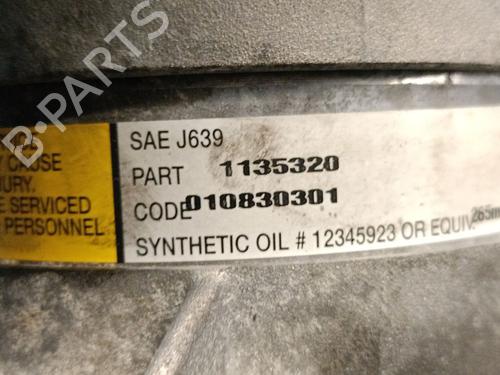 SAE J639
PART 1135320
CODE 010830301
SYNTHETIC OIL # 12345923 OR EQUIV.
CAUSE
JURY.
SERVICED
PERSONNEL
B-PARTS